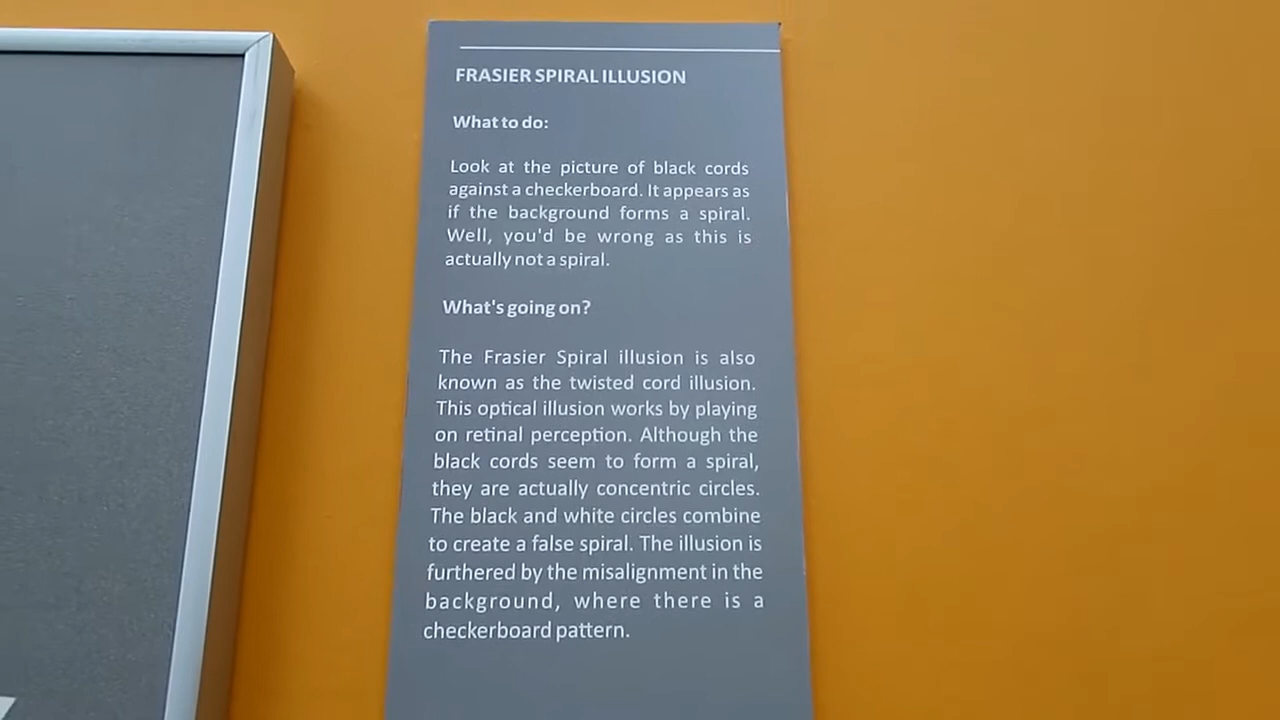 FRASIER SPIRAL ILLUSION
What to do:
Look at the picture of black cords
against a checkerboard. It appears as
if the background forms a spiral.
Well, you'd be wrong as this is
actually not a spiral.
What's going on?
The Frasier Spiral illusion is also
known as the twisted cord illusion.
This optical illusion works by playing
on retinal perception. Although the
black cords seem to form a spiral,
they are actually concentric circles.
The black and white circles combine
to create a false spiral. The illusion is
furthered by the misalignment in the
background, where there is a
checkerboard pattern.